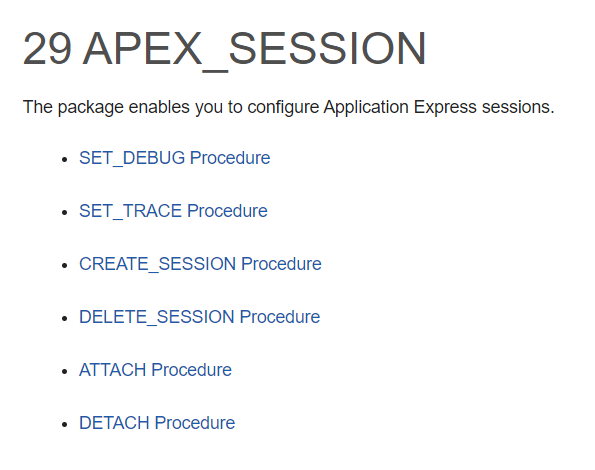 29 APEX_SESSION
The package enables you to configure Application Express sessions.
• SET_DEBUG Procedure
• SET_TRACE Procedure
• CREATE_SESSION Procedure
• DELETE_SESSION Procedure
• ATTACH Procedure
• DETACH Procedure